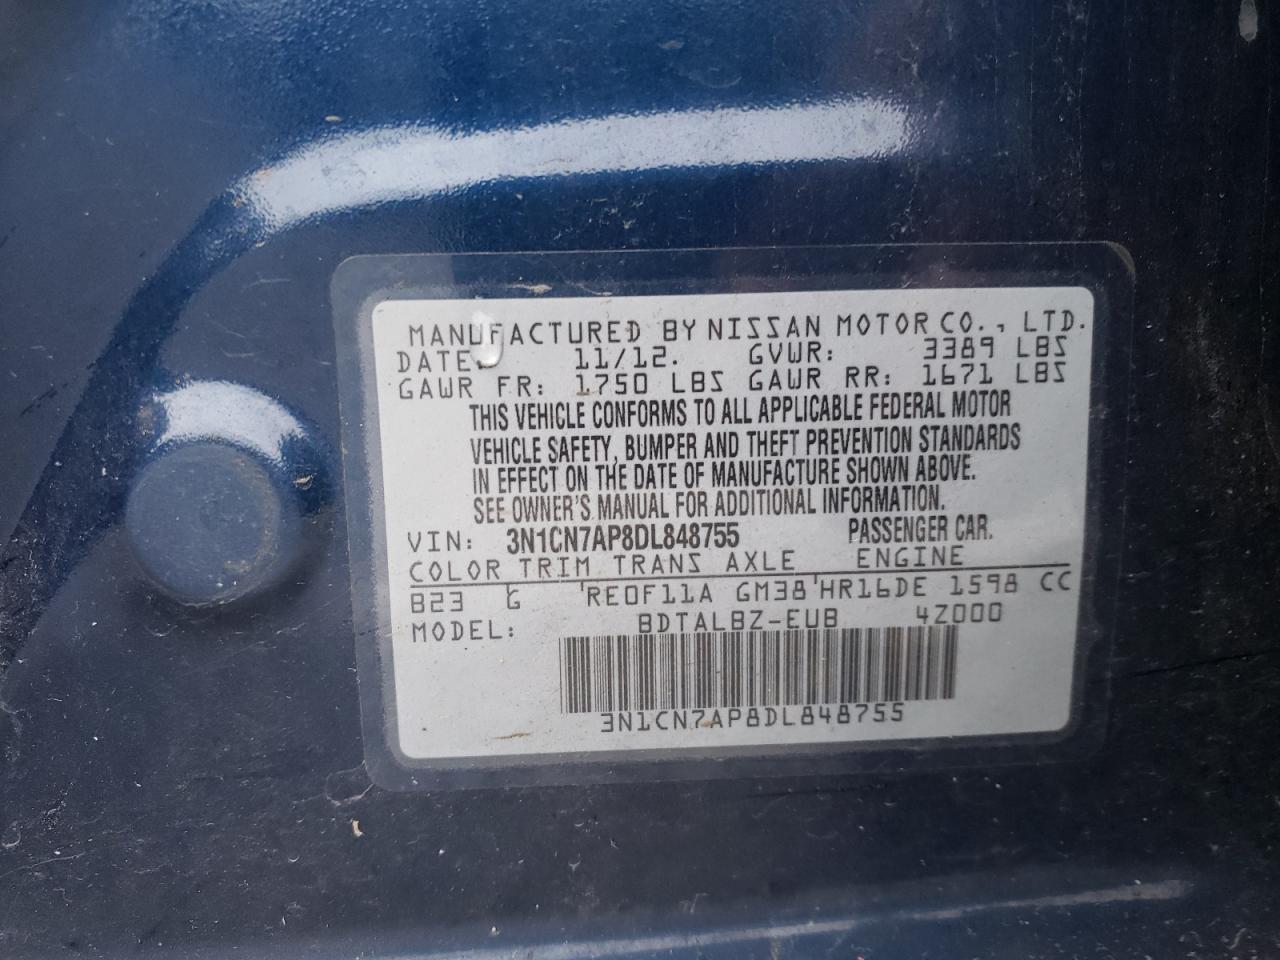 MANUFACTURED BY NISSAN MOTOR CO., LTD.
DATE: 11/12. GVWR: 3389 LBS
GAWR FR: 1750 LBS GAWR RR: 1671 LBS
THIS VEHICLE CONFORMS TO ALL APPLICABLE FEDERAL MOTOR
VEHICLE SAFETY, BUMPER AND THEFT PREVENTION STANDARDS
IN EFFECT ON THE DATE OF MANUFACTURE SHOWN ABOVE.
SEE OWNER'S MANUAL FOR ADDITIONAL INFORMATION.
VIN: 3N1CN7AP8DL848755 PASSENGER CAR.
COLOR TRIM TRANS AXLE ENGINE
B23 G 'RE0F11A GM38'HR16DE 1598 CC
MODEL: BDTALBZ-EUB 4Z000
3N1CN7AP8DL848755